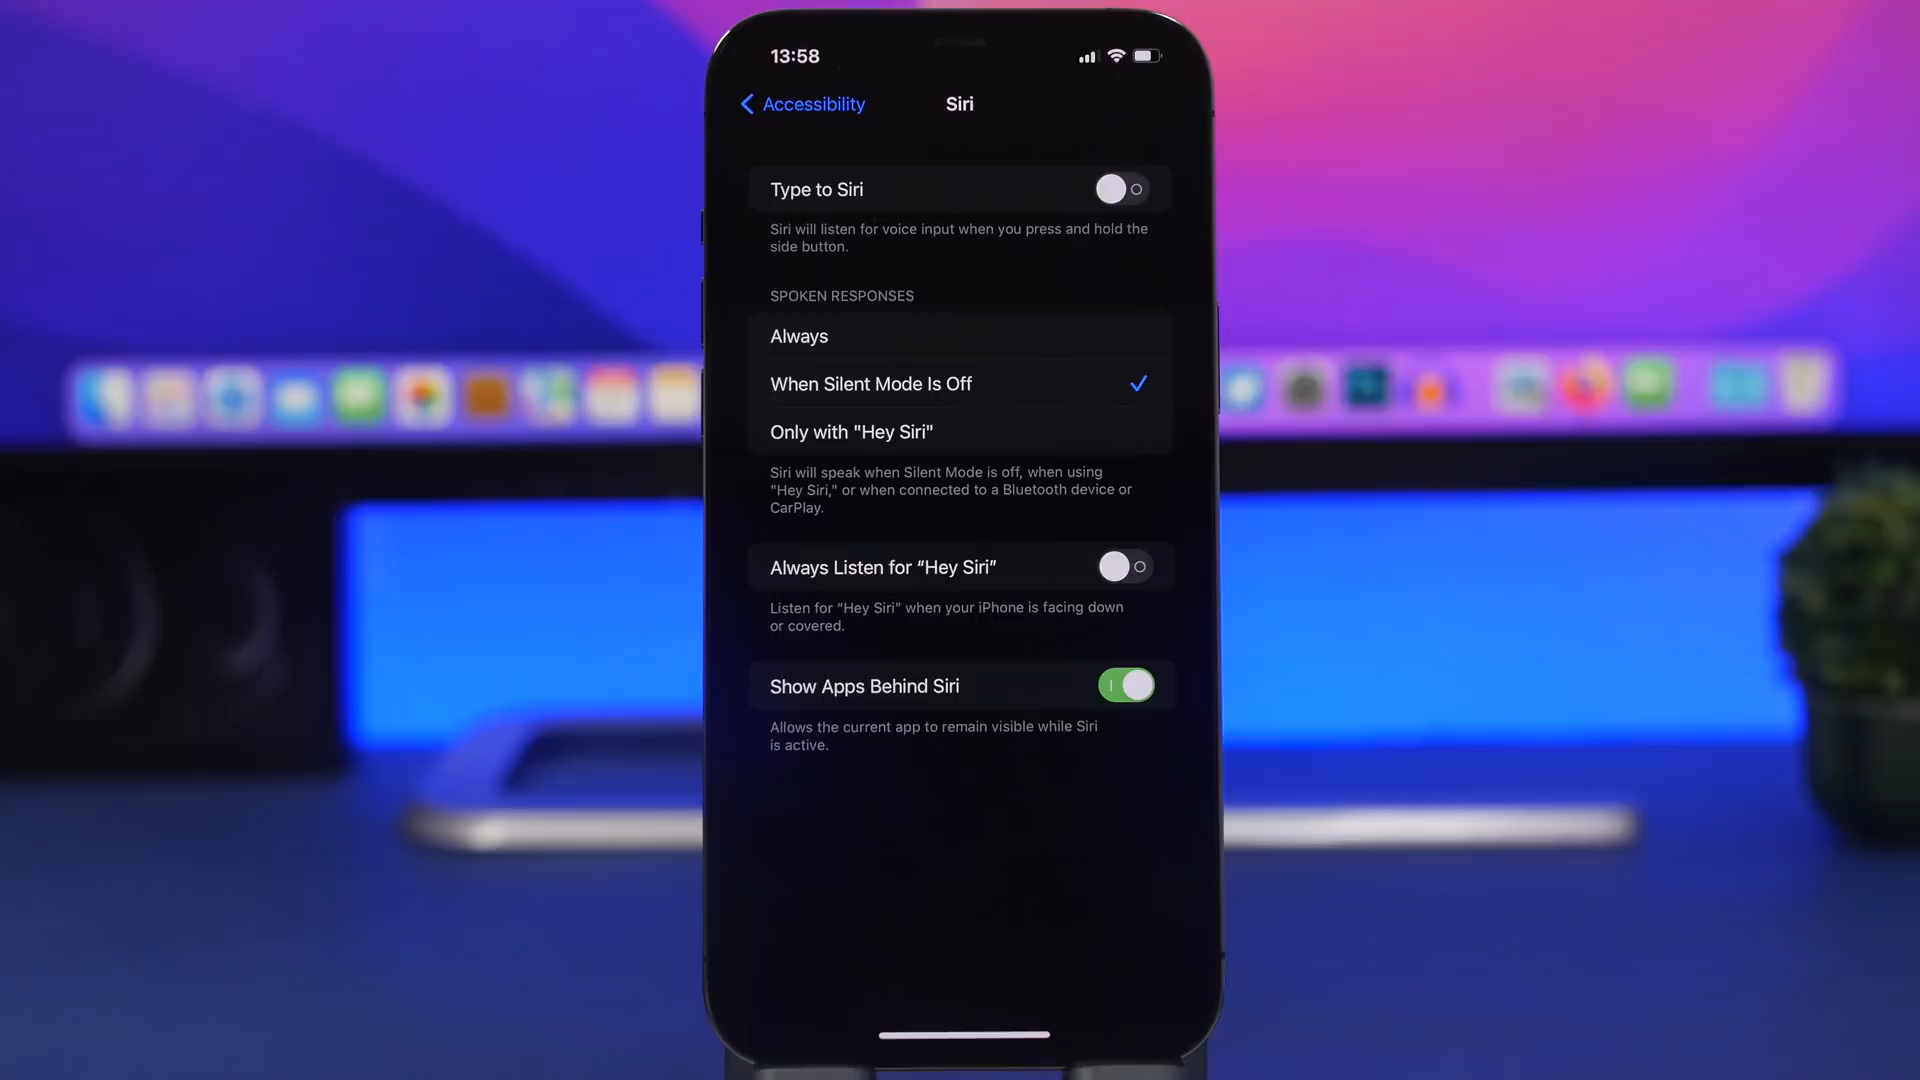 13:58
Accessibility
Siri
Type to Siri
Siri will listen for voice input when you press and hold the
side button.
SPOKEN RESPONSES
Always
When Silent Mode Is Off
Only with "Hey Siri"
Siri will speak when Silent Mode is off, when using
"Hey Siri," or when connected to a Bluetooth device or
CarPlay.
Always Listen for “Hey Siri”
Listen for “Hey Siri” when your iPhone is facing down
or covered.
Show Apps Behind Siri
Allows the current app to remain visible while Siri
is active.